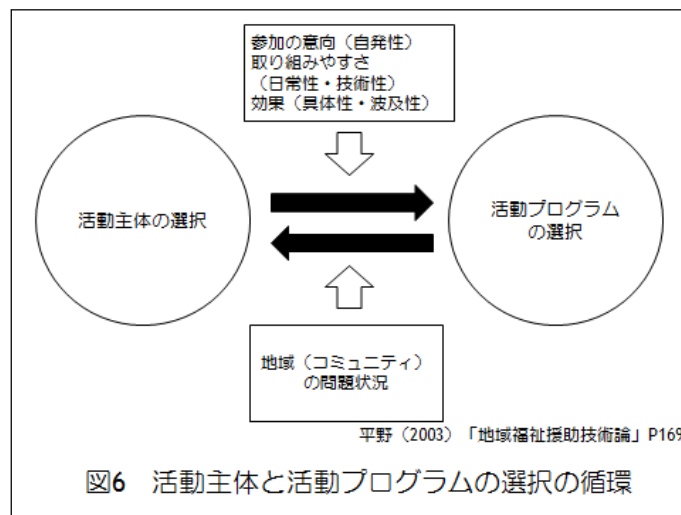 参加の意向（自発性）
取り組みやすさ
（日常性・技術性）
効果（具体性・波及性）
活動主体の選択
活動プログラム
の選択
地域（コミュニティ）
の問題状況
平野（2003）「地域福祉援助技術論」P169
図6　活動主体と活動プログラムの選択の循環